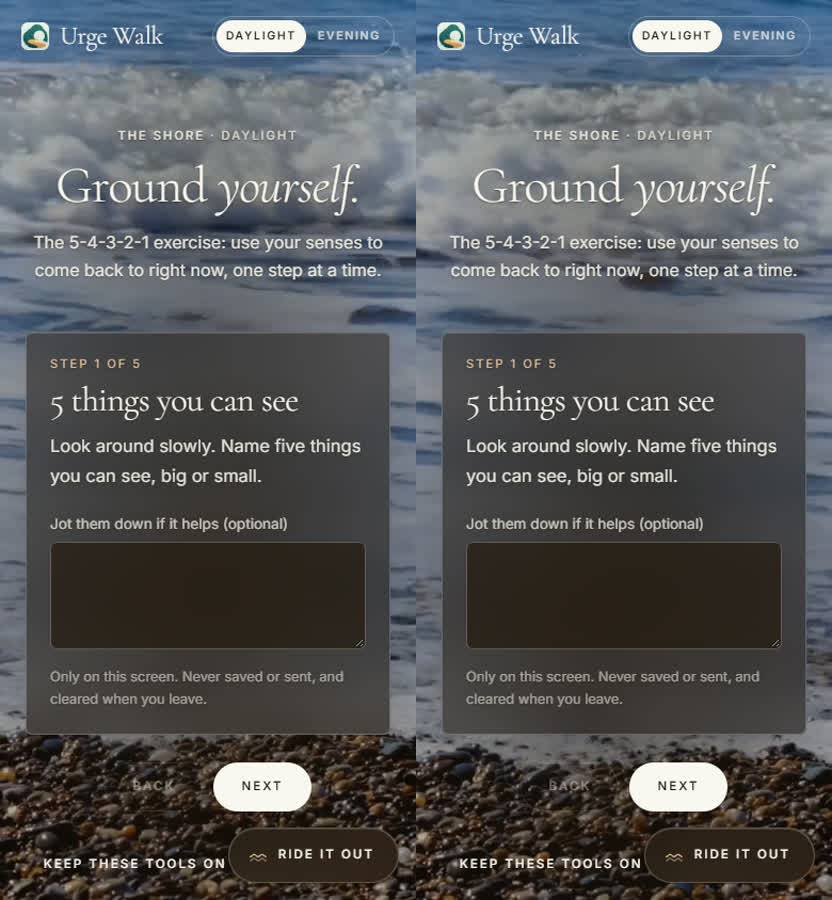 Urge Walk DAYLIGHT EVENING
THE SHORE · DAYLIGHT
Ground yourself.
The 5-4-3-2-1 exercise: use your senses to
come back to right now, one step at a time.
STEP 1 OF 5
5 things you can see
Look around slowly. Name five things
you can see, big or small.
Jot them down if it helps (optional)
Only on this screen. Never saved or sent, and
cleared when you leave.
BACK NEXT
KEEP THESE TOOLS ON RIDE IT OUT
Urge Walk DAYLIGHT EVENING
THE SHORE · DAYLIGHT
Ground yourself.
The 5-4-3-2-1 exercise: use your senses to
come back to right now, one step at a time.
STEP 1 OF 5
5 things you can see
Look around slowly. Name five things
you can see, big or small.
Jot them down if it helps (optional)
Only on this screen. Never saved or sent, and
cleared when you leave.
BACK NEXT
KEEP THESE TOOLS ON RIDE IT OUT